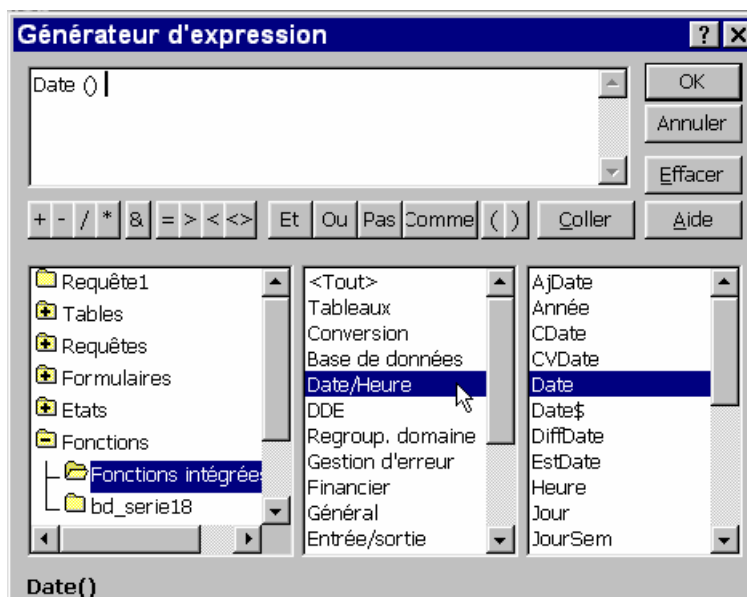 Générateur d'expression
? X
Date ()
OK
Annuler
Effacer
+ - / * & = > < <> Et Ou Pas Comme ( ) Coller Aide
Requête1
Tables
Requêtes
Formulaires
Etats
Fonctions
Fonctions intégrée
bd_serie18
<Tout>
Tableaux
Conversion
Base de données
Date/Heure
DDE
Regroup. domaine
Gestion d'erreur
Financier
Général
Entrée/sortie
AjDate
Année
CDate
CVDate
Date
Date$
DiffDate
EstDate
Heure
Jour
JourSem
Date()